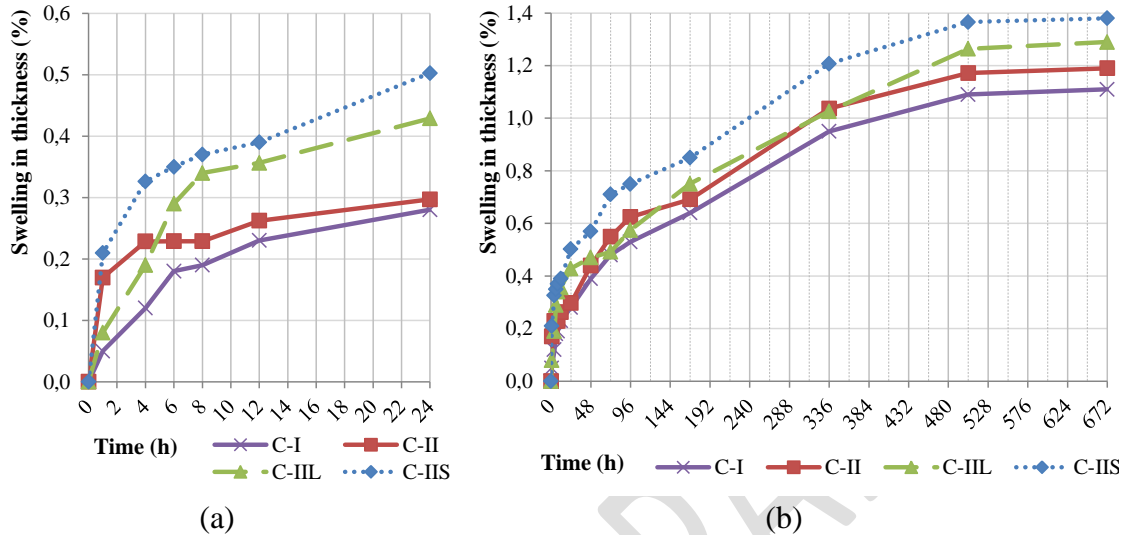 0,6
0,5
0,4
0,3
0,2
0,1
0,0
Swelling in thickness (%)
0 2 4 6 8 10 12 14 16 18 20 22 24
Time (h)
C-I C-II
C-IIL C-IIS
(a)
1,4
1,2
1,0
0,8
0,6
0,4
0,2
0,0
Swelling in thickness (%)
0 48 96 144 192 240 288 336 384 432 480 528 576 624 672
Time (h)
C-I C-II C-IIL C-IIS
(b)